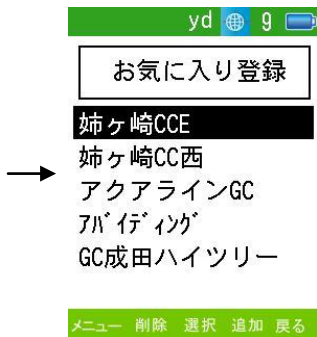 yd 9
お気に入り登録
姉ヶ崎CCE
姉ヶ崎CC西
アクアラインGC
ｱﾊﾞｲﾃﾞｨﾝｸﾞ
GC成田ハイツリー
メニュー 削除 選択 追加 戻る